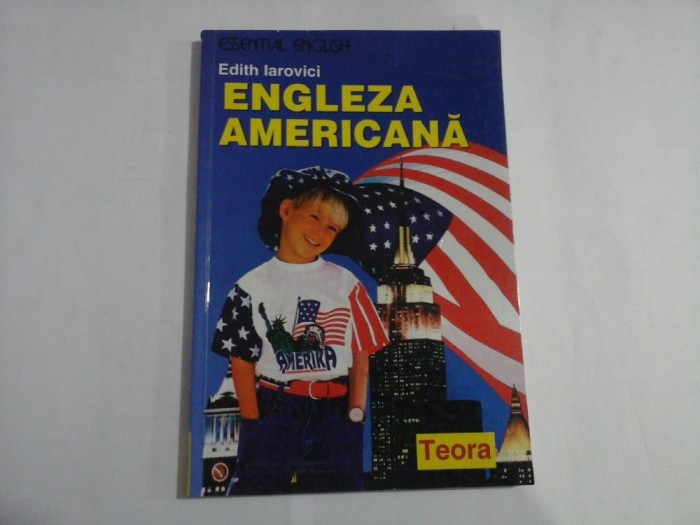 ESSENTIAL ENGLISH
Edith Iarovici
ENGLEZA
AMERICANĂ
AMERIKA
Teora